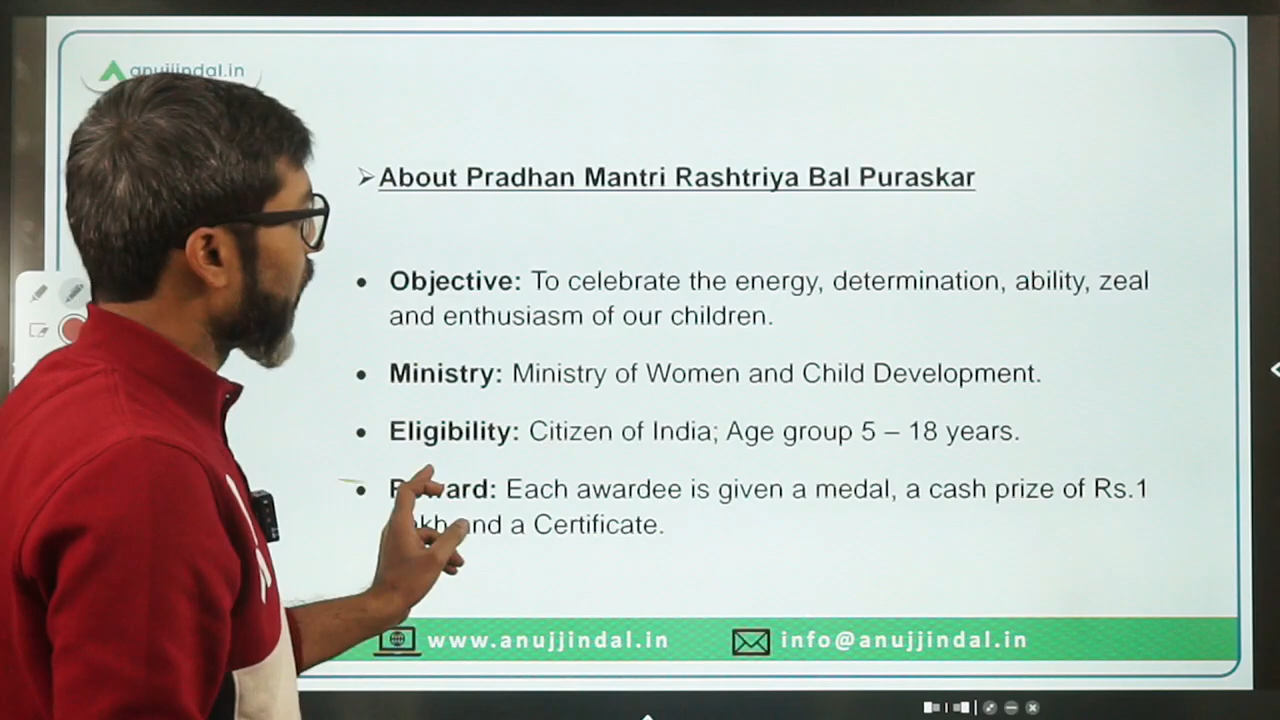 anujjindal.in
➢About Pradhan Mantri Rashtriya Bal Puraskar
• Objective: To celebrate the energy, determination, ability, zeal
and enthusiasm of our children.
• Ministry: Ministry of Women and Child Development.
• Eligibility: Citizen of India; Age group 5 – 18 years.
• Reward: Each awardee is given a medal, a cash prize of Rs.1
and a Certificate.
www.anujjindal.in
info@anujjindal.in